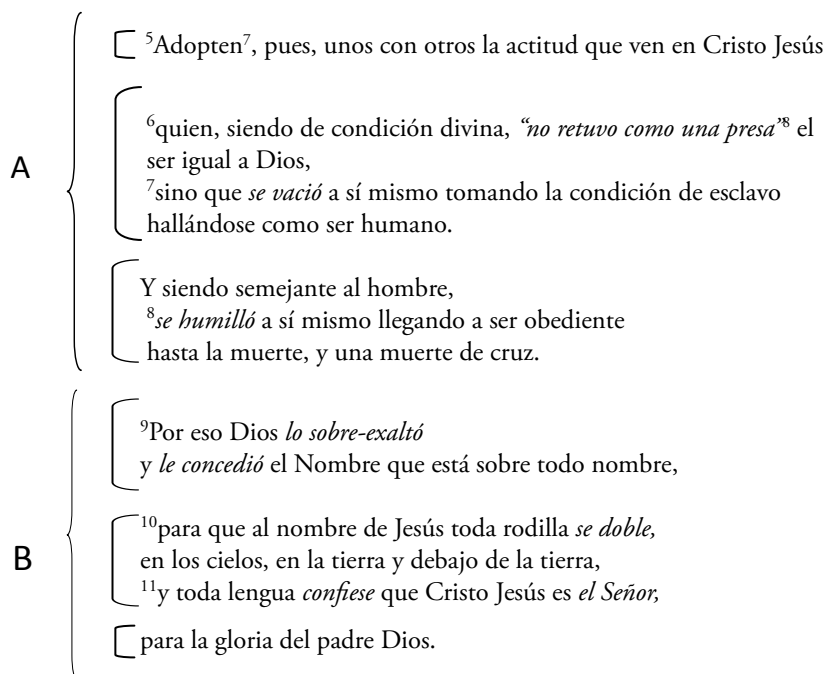 A
⁵Adopten⁷, pues, unos con otros la actitud que ven en Cristo Jesús
⁶quien, siendo de condición divina, “no retuvo como una presa”⁸ el
ser igual a Dios,
⁷sino que se vació a sí mismo tomando la condición de esclavo
hallándose como ser humano.
Y siendo semejante al hombre,
⁸se humilló a sí mismo llegando a ser obediente
hasta la muerte, y una muerte de cruz.
B
⁹Por eso Dios lo sobre-exaltó
y le concedió el Nombre que está sobre todo nombre,
¹⁰para que al nombre de Jesús toda rodilla se doble,
en los cielos, en la tierra y debajo de la tierra,
¹¹y toda lengua confiese que Cristo Jesús es el Señor,
para la gloria del padre Dios.